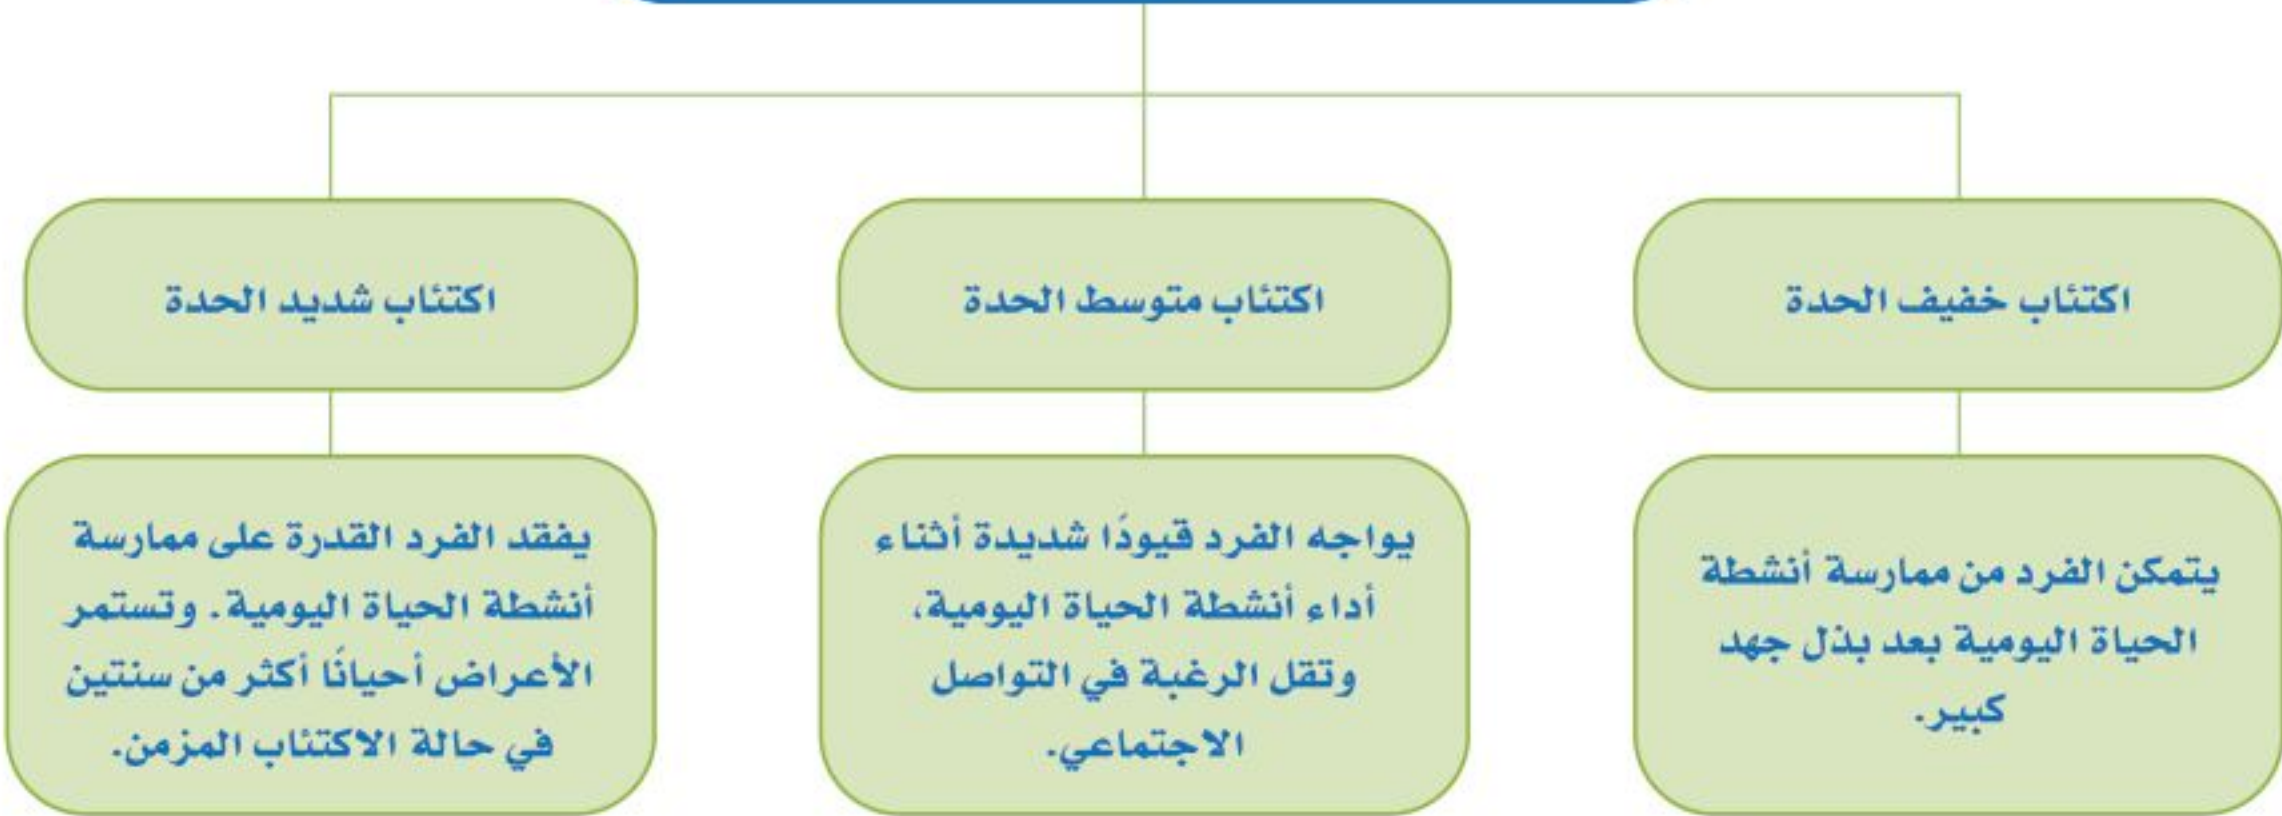 اكتئاب خفيف الحدة
اكتئاب متوسط الحدة
اكتئاب شديد الحدة
يتمكن الفرد من ممارسة أنشطة
الحياة اليومية بعد بذل جهد
كبير.
يواجه الفرد قيودًا شديدة أثناء
أداء أنشطة الحياة اليومية،
وتقل الرغبة في التواصل
الاجتماعي.
يفقد الفرد القدرة على ممارسة
أنشطة الحياة اليومية. وتستمر
الأعراض أحيانًا أكثر من سنتين
في حالة الاكتئاب المزمن.